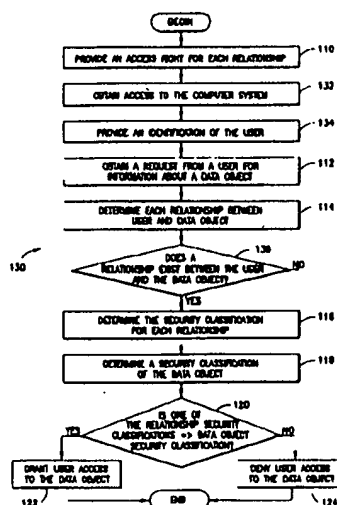 BEGIN
PROVIDE AN ACCESS RIGHT FOR EACH RELATIONSHIP
110
OBTAIN ACCESS TO THE COMPUTER SYSTEM
132
PROVIDE AN IDENTIFICATION OF THE USER
134
OBTAIN A REQUEST FROM A USER FOR
INFORMATION ABOUT A DATA OBJECT
112
DETERMINE EACH RELATIONSHIP BETWEEN
USER AND DATA OBJECT
114
130
DOES A
RELATIONSHIP EXIST BETWEEN THE USER
AND THE DATA OBJECT?
136
NO
YES
DETERMINE THE SECURITY CLASSIFICATION
FOR EACH RELATIONSHIP
116
DETERMINE A SECURITY CLASSIFICATION
OF THE DATA OBJECT
118
IS ONE OF
THE RELATIONSHIP SECURITY
CLASSIFICATIONS => DATA OBJECT
SECURITY CLASSIFICATION?
120
YES
NO
GRANT USER ACCESS
TO THE DATA OBJECT
122
DENY USER ACCESS
TO THE DATA OBJECT
124
END